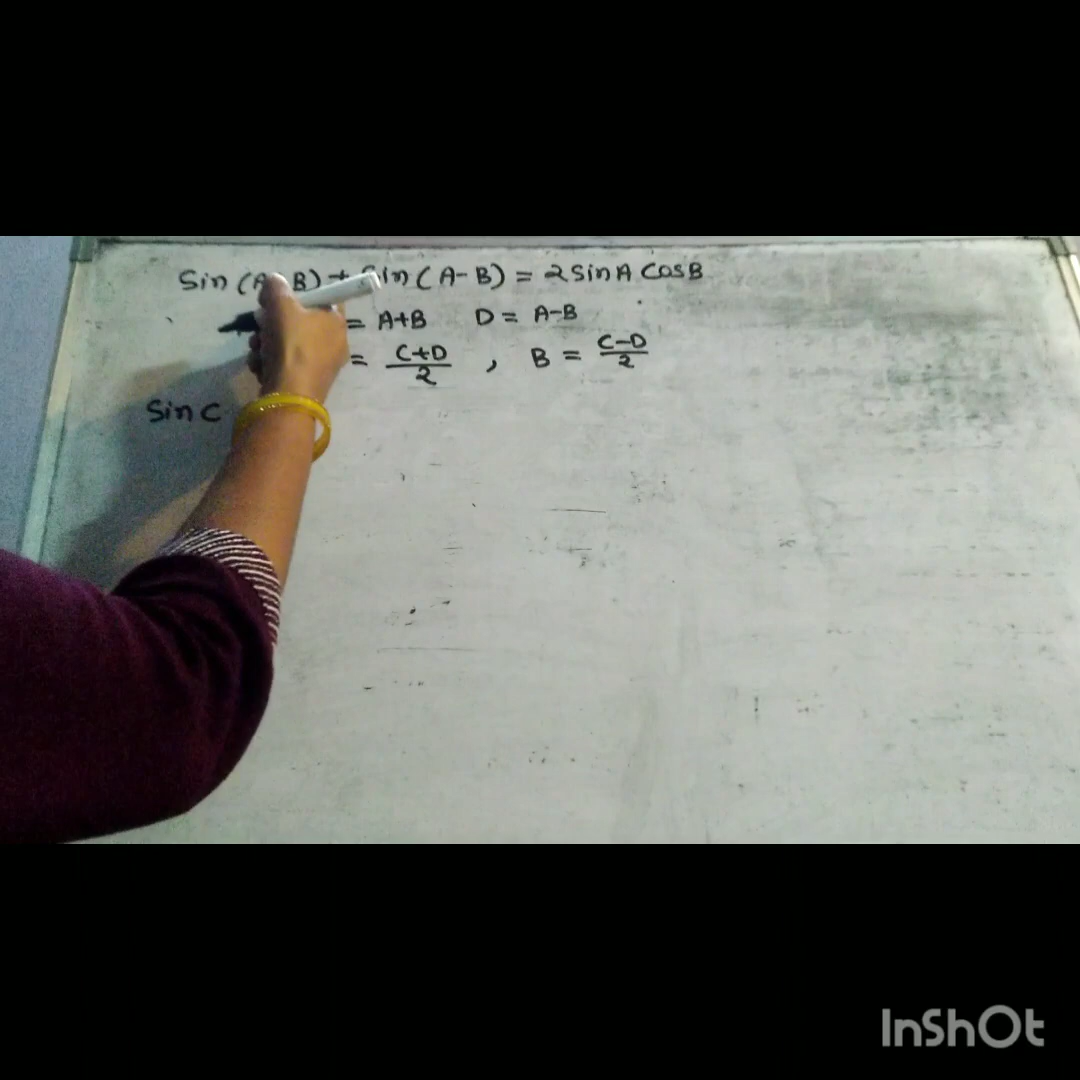 Sin (A B) + Sin (A-B) = 2 Sin A Cos B
= A+B D = A-B
= C+D/2 , B = C-D/2
Sin C
InShOt